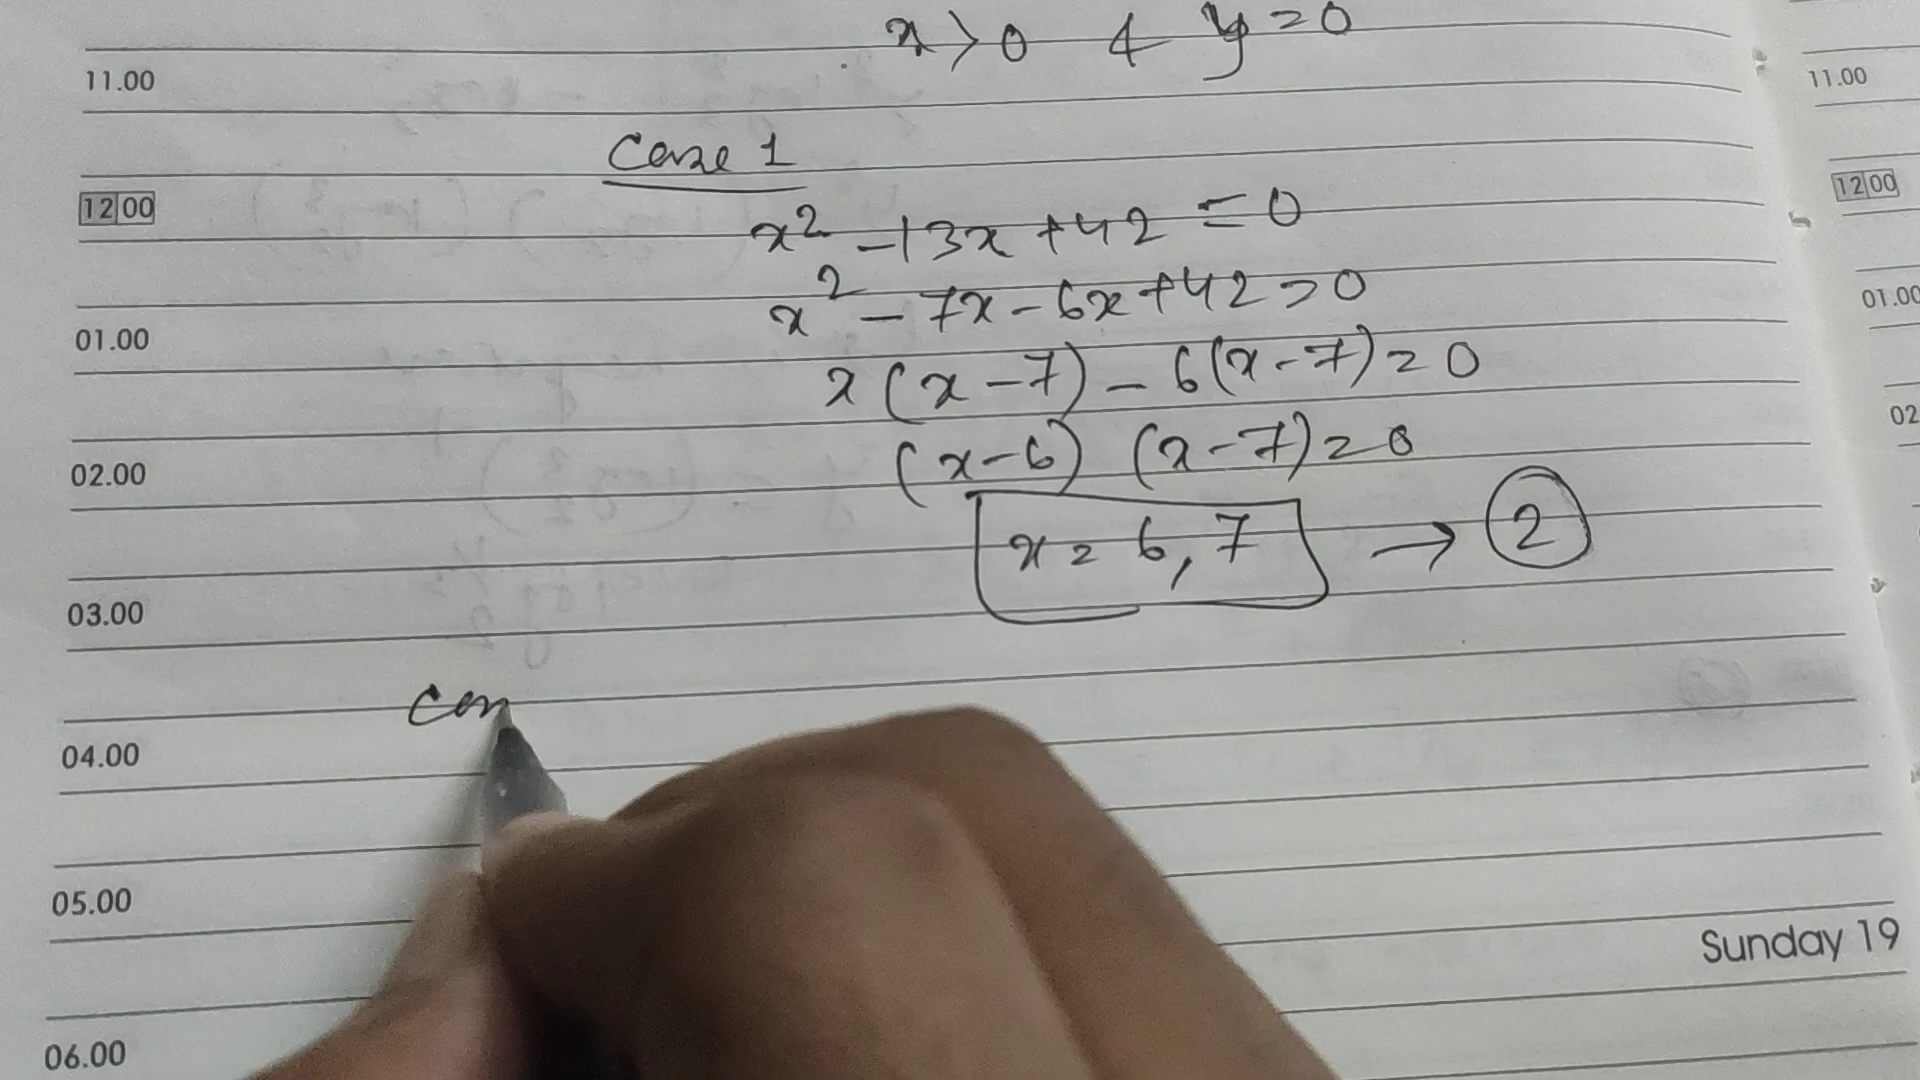 x > 0 & y = 0
11.00
11.00
Case 1
12 00
12 00
x² - 13x + 42 = 0
x² - 7x - 6x + 42 = 0
01.00
01.00
x (x - 7) - 6(x - 7) = 0
02
(x - 6) (x - 7) = 0
02.00
x = 6, 7 → 2
03.00
04.00
05.00
Sunday 19
06.00